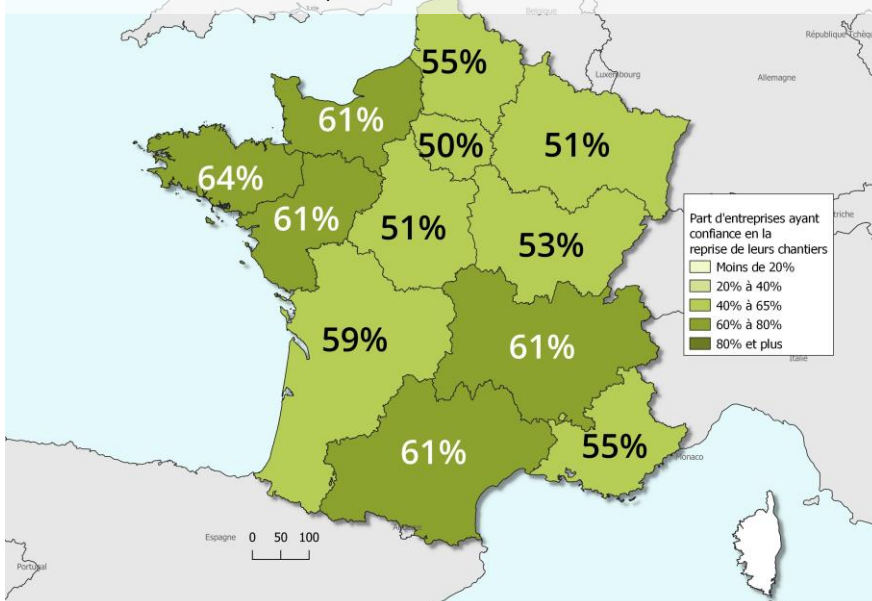 Belgique
République Tchèque
55%
Luxembourg
Allemagne
61%
50%
51%
64%
61%
51%
53%
Part d'entreprises ayant
confiance en la
reprise de leurs chantiers
Moins de 20%
20% à 40%
40% à 65%
60% à 80%
80% et plus
59%
61%
Italie
61%
55%
Monaco
Espagne
0 50 100
Portugal